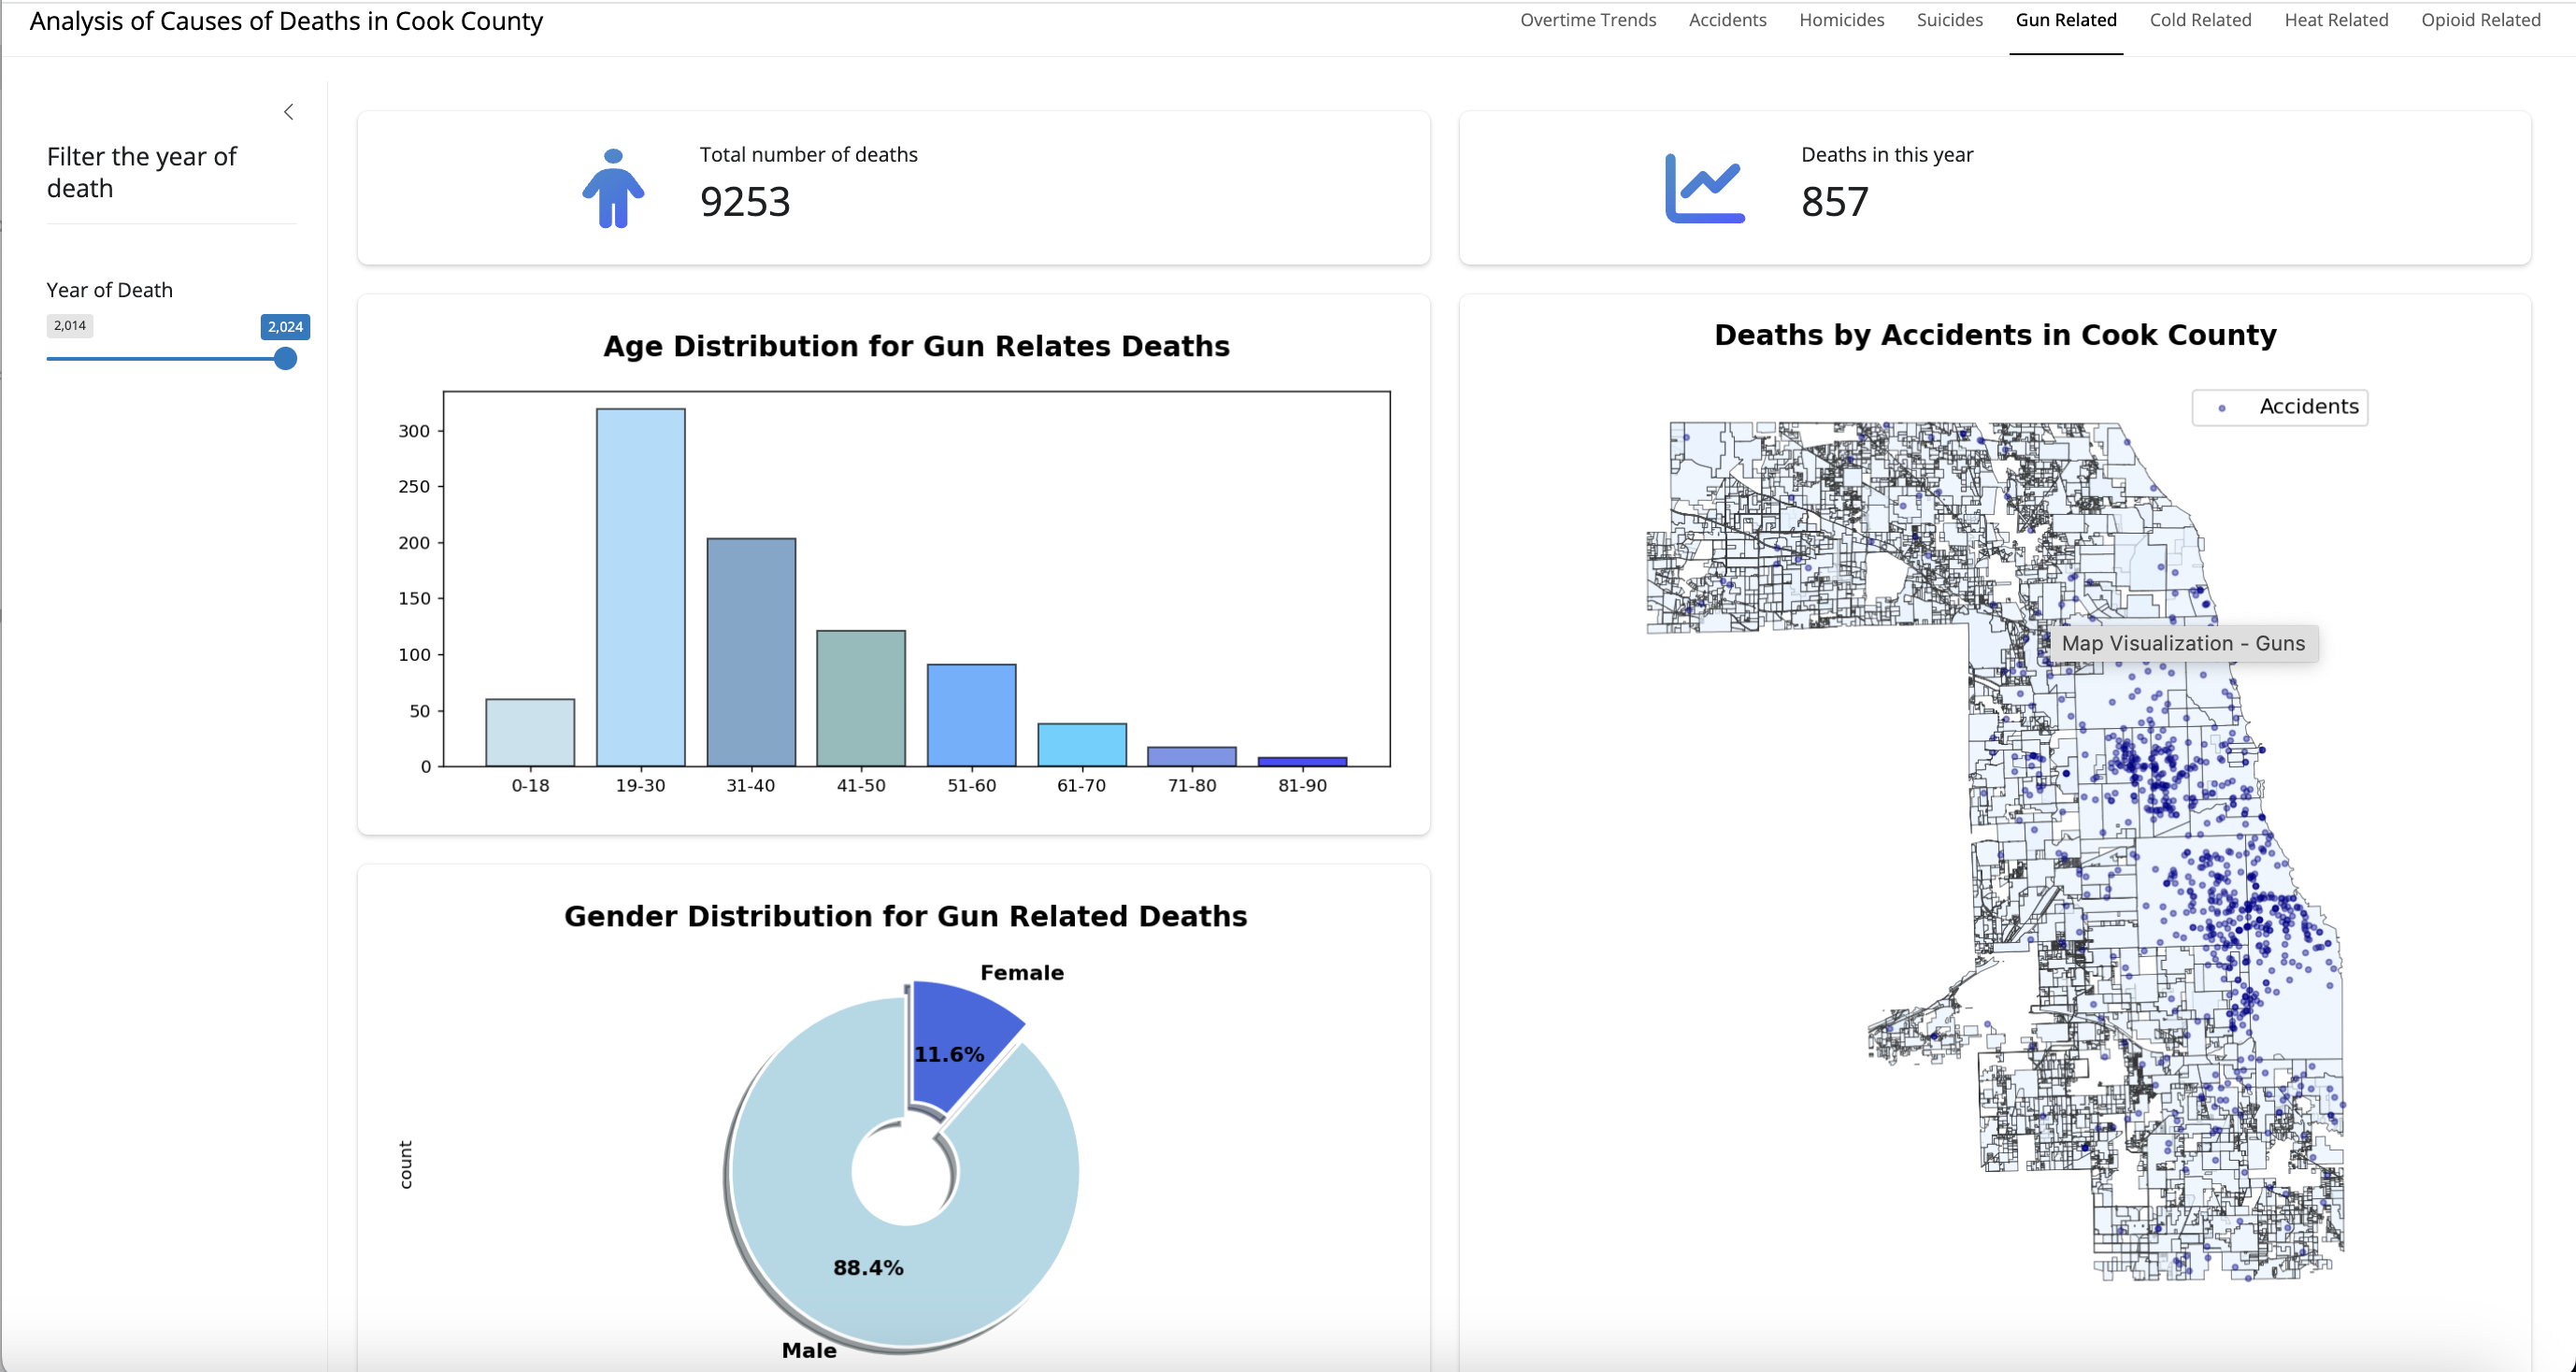 Analysis of Causes of Deaths in Cook County
Overtime Trends
Accidents
Homicides
Suicides
Gun Related
Cold Related
Heat Related
Opioid Related
Filter the year of
death
Year of Death
2,014
2,024
Total number of deaths
9253
Deaths in this year
857
Age Distribution for Gun Relates Deaths
300
250
200
150
100
50
0
0-18
19-30
31-40
41-50
51-60
61-70
71-80
81-90
Gender Distribution for Gun Related Deaths
Female
11.6%
count
88.4%
Male
Deaths by Accidents in Cook County
Accidents
Map Visualization - Guns